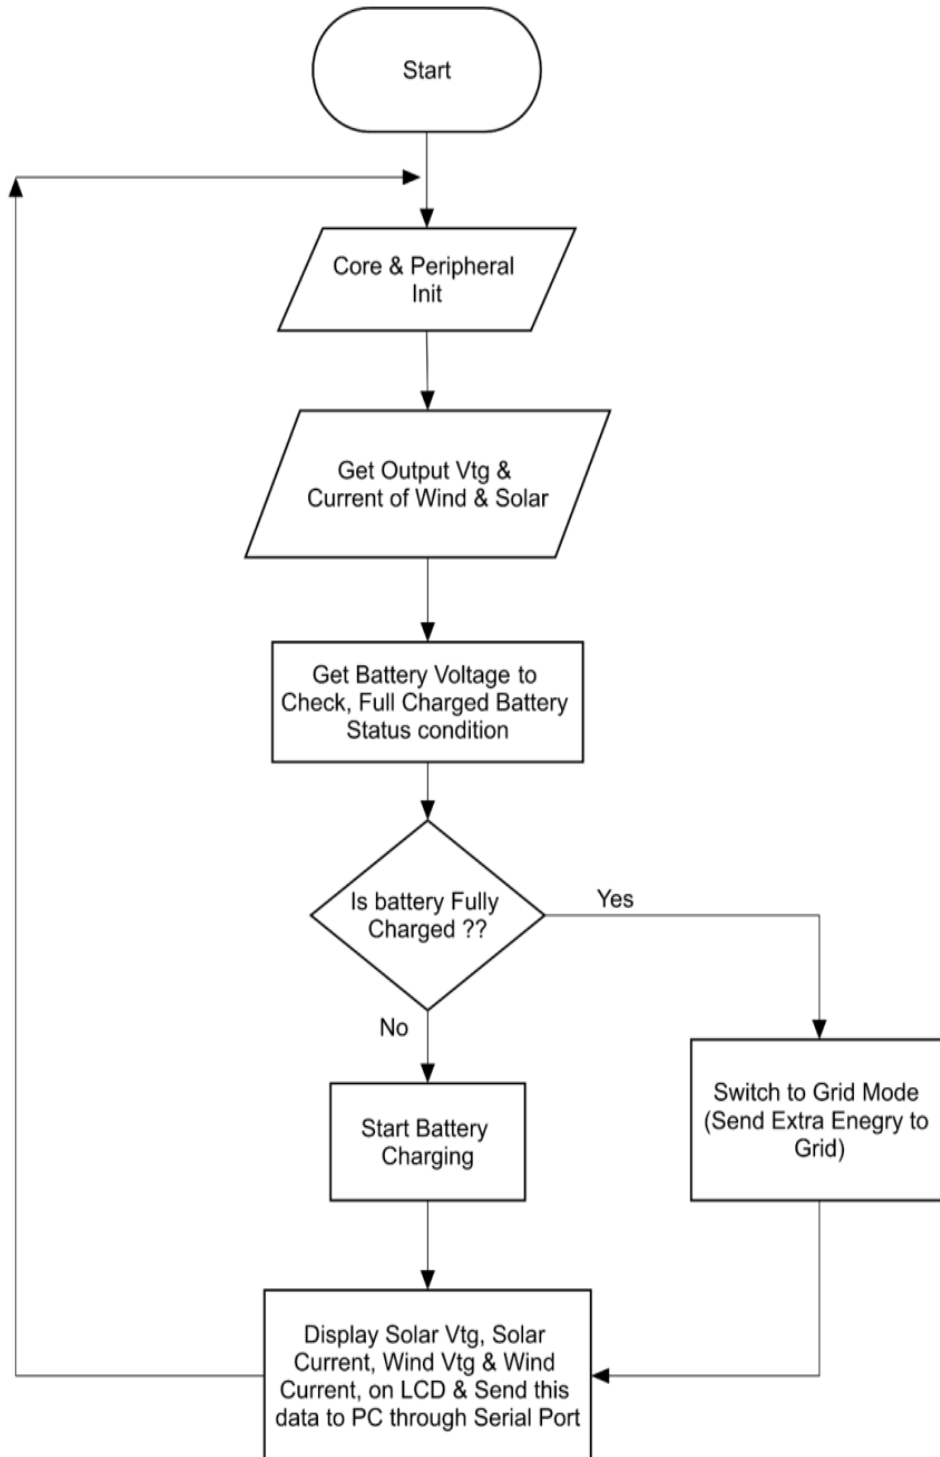 Start
Core & Peripheral
Init
Get Output Vtg &
Current of Wind & Solar
Get Battery Voltage to
Check, Full Charged Battery
Status condition
Is battery Fully
Charged ??
Yes
No
Start Battery
Charging
Switch to Grid Mode
(Send Extra Enegry to
Grid)
Display Solar Vtg, Solar
Current, Wind Vtg & Wind
Current, on LCD & Send this
data to PC through Serial Port